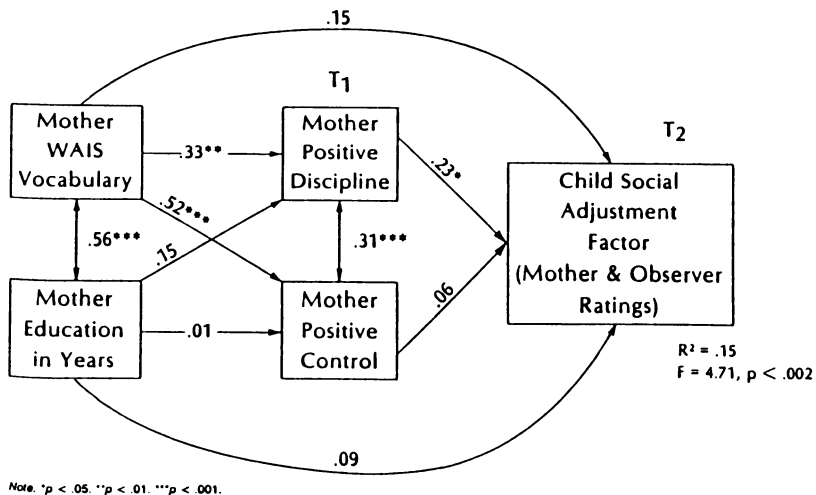 .15
T1
T2
Mother
WAIS
Vocabulary
.33**
Mother
Positive
Discipline
.23*
Child Social
Adjustment
Factor
(Mother & Observer
Ratings)
.52***
.56***
.15
.31***
Mother
Education
in Years
.01
Mother
Positive
Control
.06
R² = .15
F = 4.71, p < .002
.09
Note. *p < .05. **p < .01. ***p < .001.